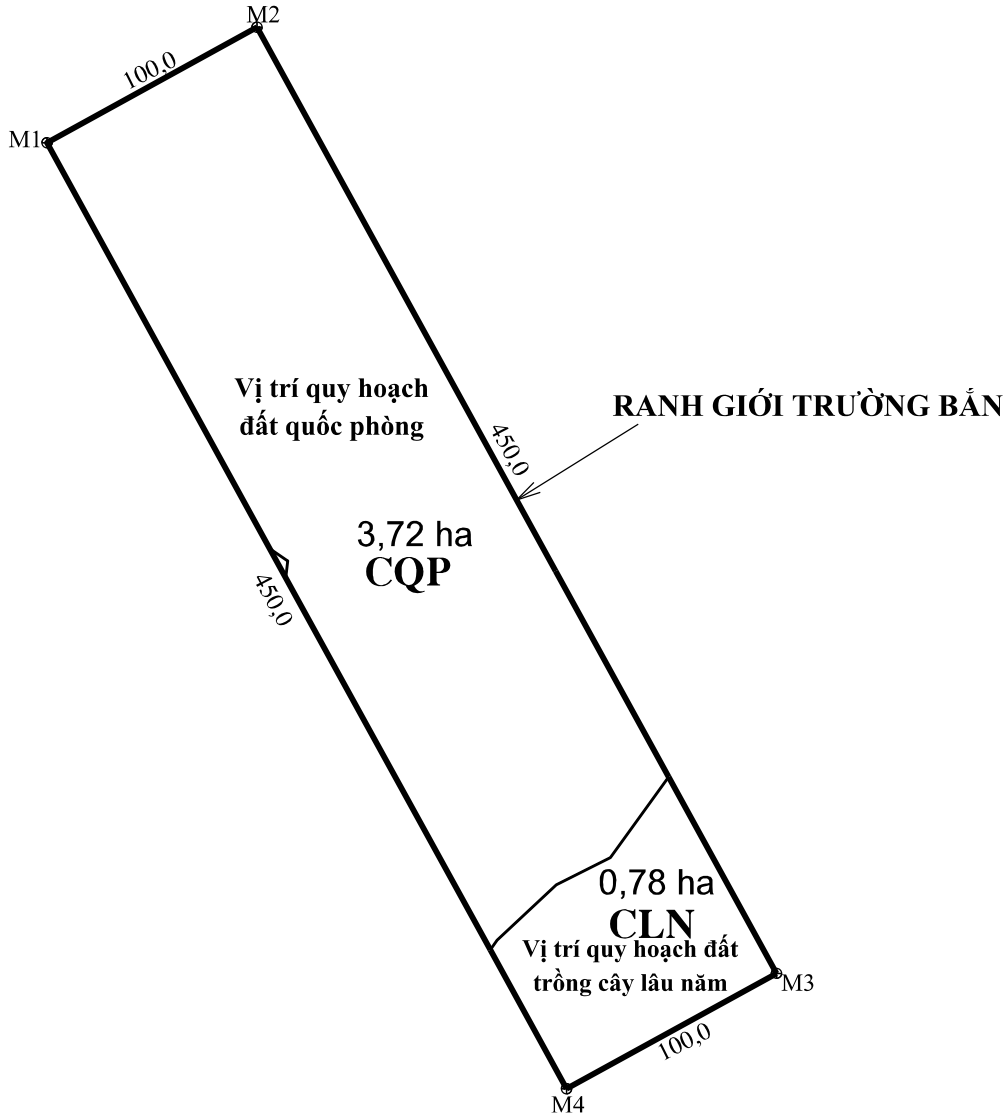 M2
100,0
M1
Vị trí quy hoạch
đất quốc phòng
RANH GIỚI TRƯỜNG BẮN
450,0
3,72 ha
CQP
450,0
0,78 ha
CLN
Vị trí quy hoạch đất
trồng cây lâu năm
M3
100,0
M4